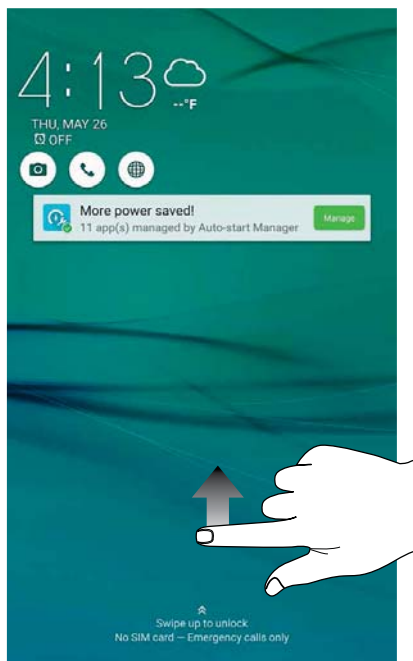 4:13
--°F
THU, MAY 26
OFF
More power saved!
11 app(s) managed by Auto-start Manager
Manage
Swipe up to unlock
No SIM card — Emergency calls only